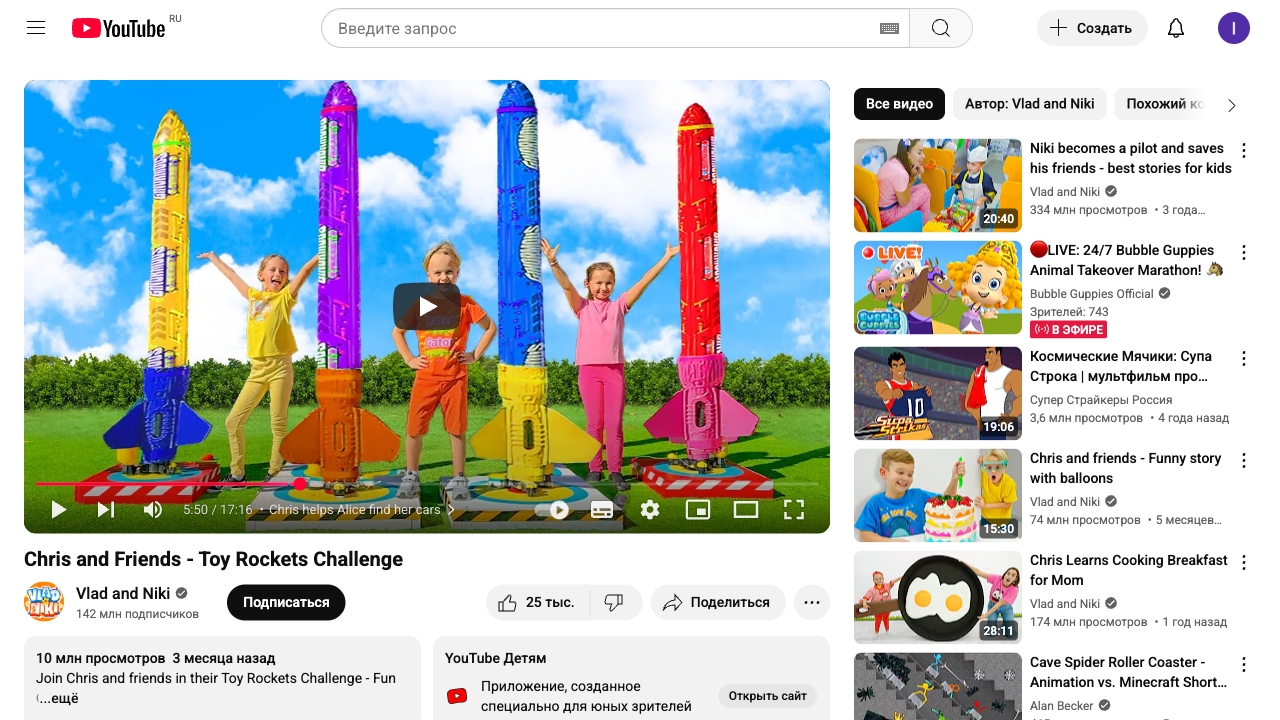 YouTube RU
Введите запрос
Создать
I
5:50 / 17:16 • Chris helps Alice find her cars
Chris and Friends - Toy Rockets Challenge
VLAD NIKI
Vlad and Niki
142 млн подписчиков
Подписаться
25 тыс.
Поделиться
10 млн просмотров 3 месяца назад
Join Chris and friends in their Toy Rockets Challenge - Fun
...ещё
YouTube Детям
Приложение, созданное
специально для юных зрителей
Открыть сайт
Все видео
Автор: Vlad and Niki
Похожий
Niki becomes a pilot and saves
his friends - best stories for kids
Vlad and Niki
334 млн просмотров • 3 года...
20:40
LIVE: 24/7 Bubble Guppies
Animal Takeover Marathon!
Bubble Guppies Official
Зрителей: 743
В ЭФИРЕ
LIVE!
BUBBLE GUPPIES
Космические Мячики: Супа
Строка | мультфильм про...
Супер Страйкеры Россия
3,6 млн просмотров • 4 года назад
10
SUPA STRIKAS
19:06
Chris and friends - Funny story
with balloons
Vlad and Niki
74 млн просмотров • 5 месяцев...
15:30
Chris Learns Cooking Breakfast
for Mom
Vlad and Niki
174 млн просмотров • 1 год назад
28:11
Cave Spider Roller Coaster -
Animation vs. Minecraft Short...
Alan Becker